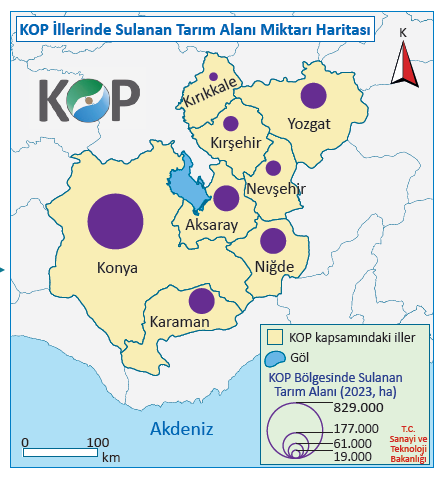 KOP İllerinde Sulanan Tarım Alanı Miktarı Haritası
K
KOP
Kırıkkale
Yozgat
Kırşehir
Nevşehir
Aksaray
Konya
Niğde
Karaman
KOP kapsamındaki iller
Göl
KOP Bölgesinde Sulanan
Tarım Alanı (2023, ha)
829.000
177.000
61.000
19.000
T.C.
Sanayi ve
Teknoloji
Bakanlığı
Akdeniz
0 100
km